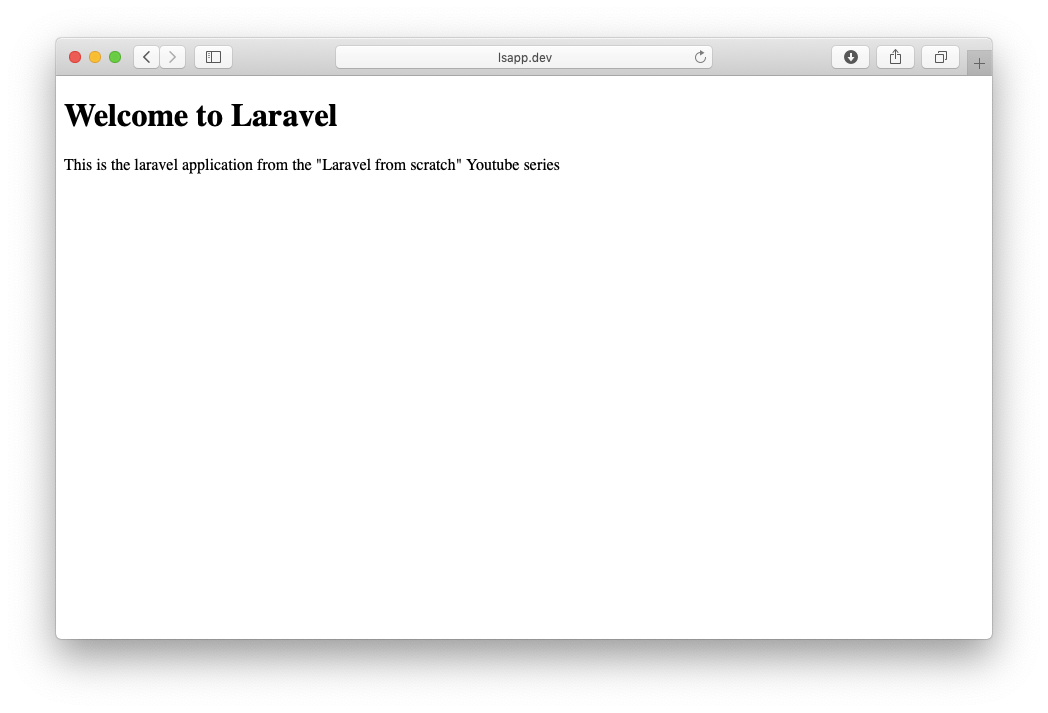 lsapp.dev
Welcome to Laravel
This is the laravel application from the "Laravel from scratch" Youtube series